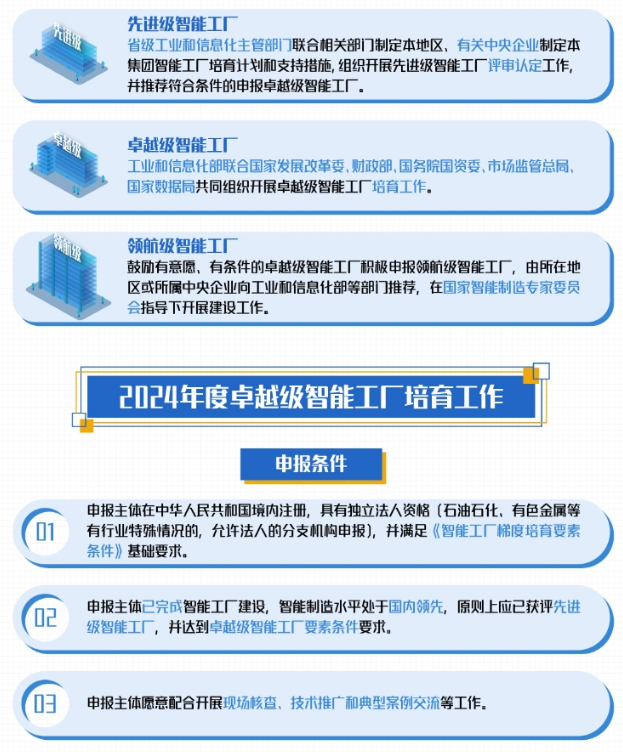 先进级
先进级智能工厂
省级工业和信息化主管部门联合相关部门制定本地区、有关中央企业制定本
集团智能工厂培育计划和支持措施,组织开展先进级智能工厂评审认定工作,
并推荐符合条件的申报卓越级智能工厂。
卓越级
卓越级智能工厂
工业和信息化部联合国家发展改革委、财政部、国务院国资委、市场监管总局、
国家数据局共同组织开展卓越级智能工厂培育工作。
领航级
领航级智能工厂
鼓励有意愿、有条件的卓越级智能工厂积极申报领航级智能工厂，由所在地
区或所属中央企业向工业和信息化部等部门推荐，在国家智能制造专家委员
会指导下开展建设工作。
2024年度卓越级智能工厂培育工作
申报条件
01
申报主体在中华人民共和国境内注册，具有独立法人资格（石油石化、有色金属等
有行业特殊情况的，允许法人的分支机构申报），并满足《智能工厂梯度培育要素
条件》基础要求。
02
申报主体已完成智能工厂建设，智能制造水平处于国内领先，原则上应已获评先进
级智能工厂，并达到卓越级智能工厂要素条件要求。
03
申报主体愿意配合开展现场核查、技术推广和典型案例交流等工作。